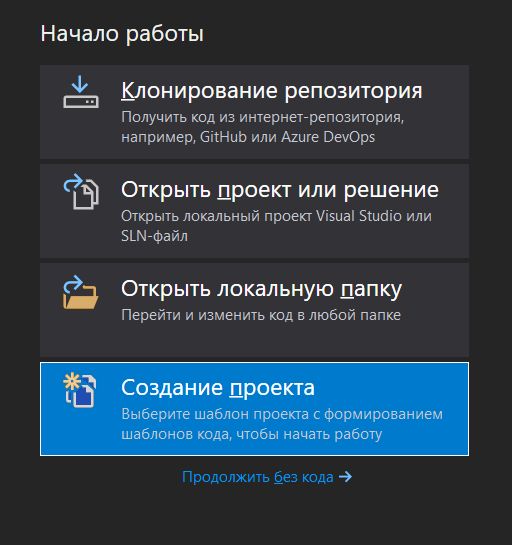 Начало работы
Клонирование репозитория
Получить код из интернет-репозитория,
например, GitHub или Azure DevOps
Открыть проект или решение
Открыть локальный проект Visual Studio или
SLN-файл
Открыть локальную папку
Перейти и изменить код в любой папке
Создание проекта
Выберите шаблон проекта с формированием
шаблонов кода, чтобы начать работу
Продолжить без кода →